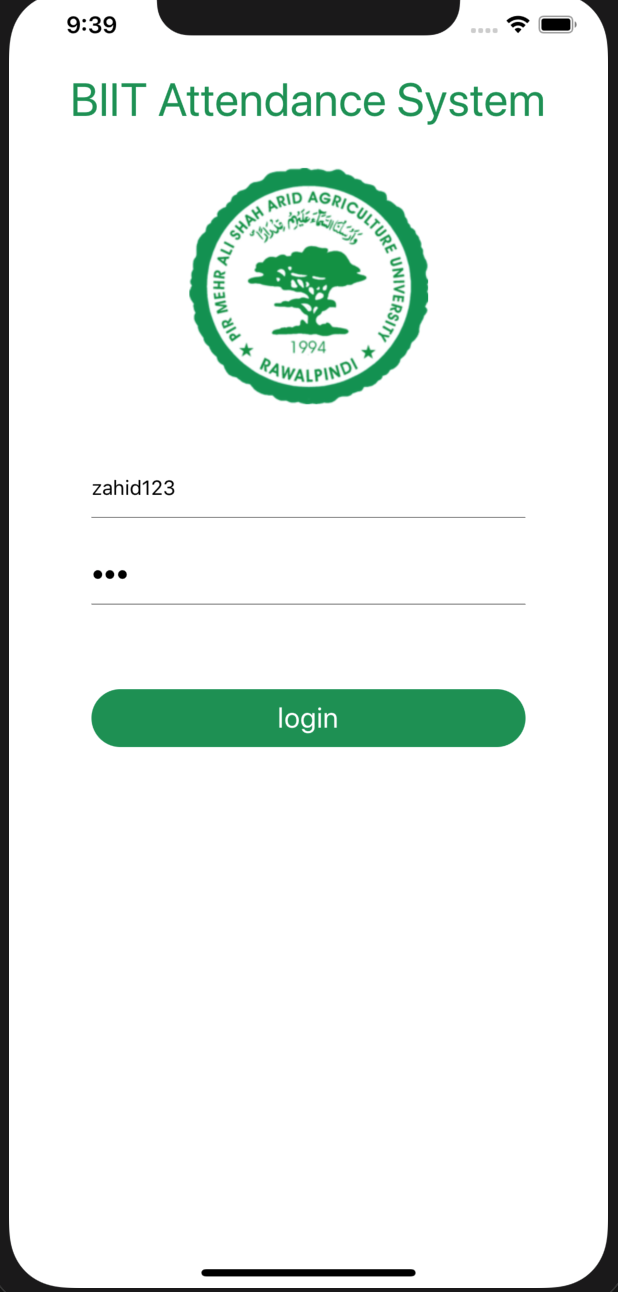 9:39
BIIT Attendance System
PIR MEHR ALI SHAH ARID AGRICULTURE UNIVERSITY
1994
★ RAWALPINDI ★
zahid123
•••
login